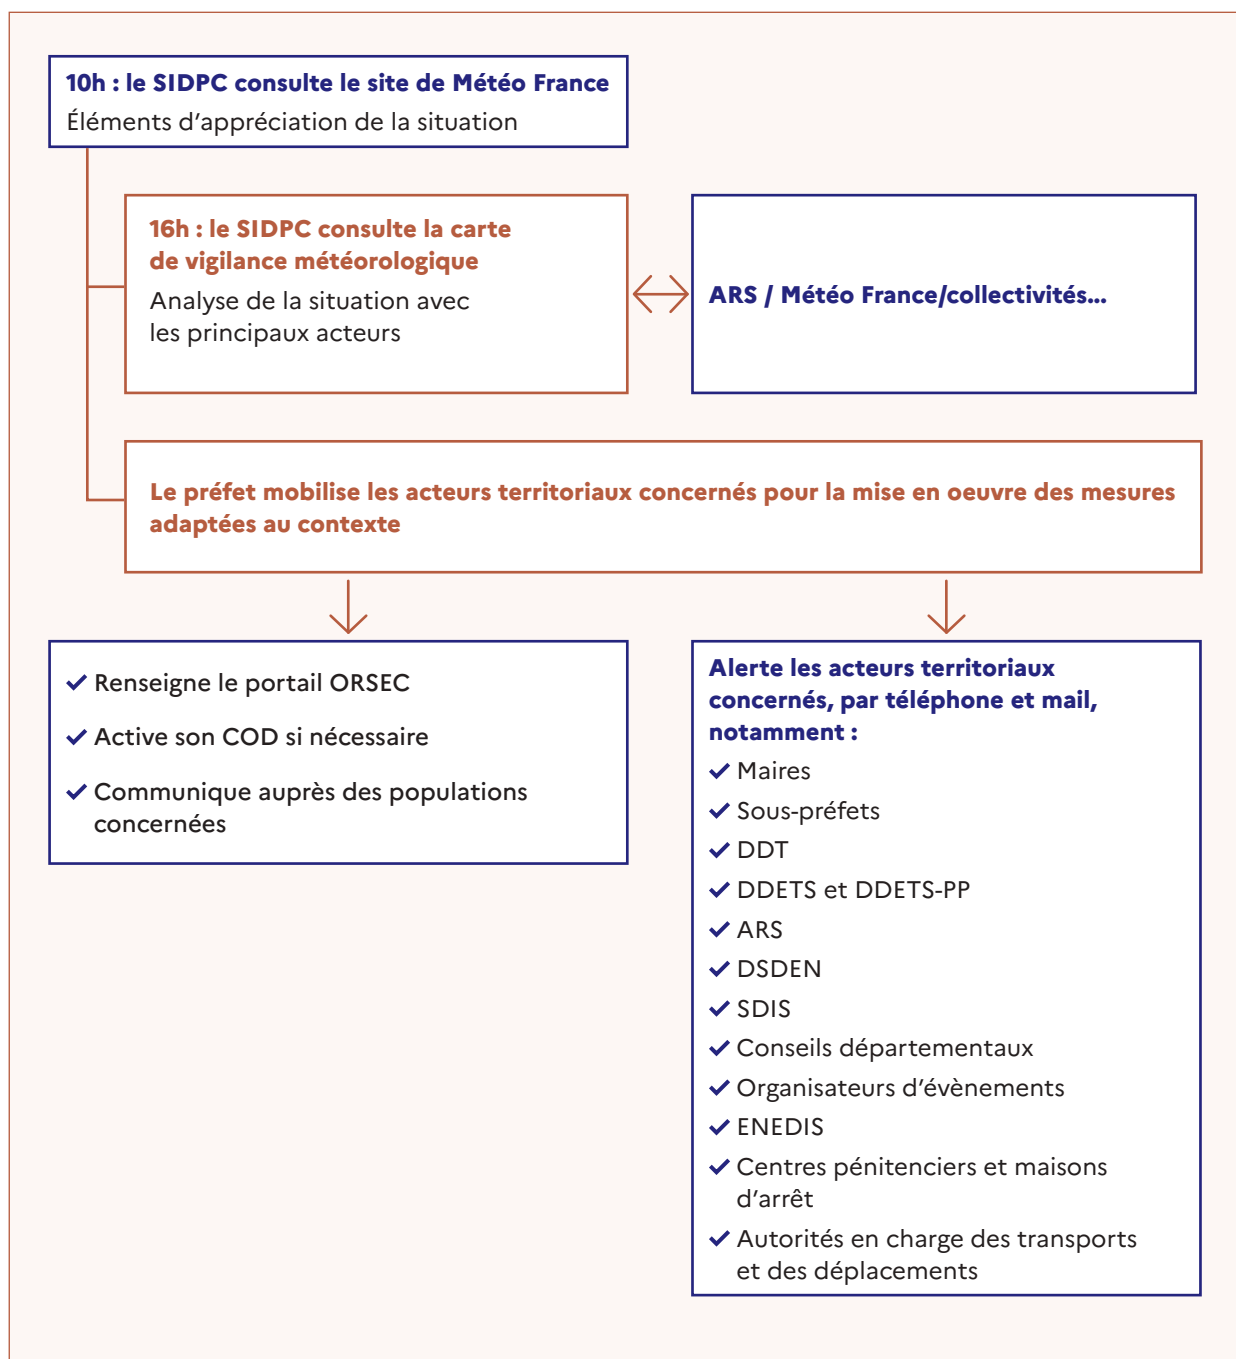 10h : le SIDPC consulte le site de Météo France
Éléments d’appréciation de la situation
16h : le SIDPC consulte la carte
de vigilance météorologique
Analyse de la situation avec
les principaux acteurs
ARS / Météo France/collectivités...
Le préfet mobilise les acteurs territoriaux concernés pour la mise en oeuvre des mesures
adaptées au contexte
✓ Renseigne le portail ORSEC
✓ Active son COD si nécessaire
✓ Communique auprès des populations
concernées
Alerte les acteurs territoriaux
concernés, par téléphone et mail,
notamment :
✓ Maires
✓ Sous-préfets
✓ DDT
✓ DDETS et DDETS-PP
✓ ARS
✓ DSDEN
✓ SDIS
✓ Conseils départementaux
✓ Organisateurs d’évènements
✓ ENEDIS
✓ Centres pénitenciers et maisons
d’arrêt
✓ Autorités en charge des transports
et des déplacements